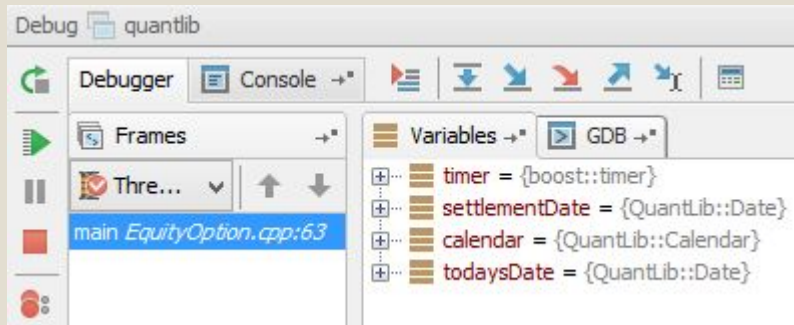 Debug quantlib
Debugger Console
Frames Variables GDB
Thre... timer = {boost::timer}
settlementDate = {QuantLib::Date}
main EquityOption.cpp:63 calendar = {QuantLib::Calendar}
todaysDate = {QuantLib::Date}